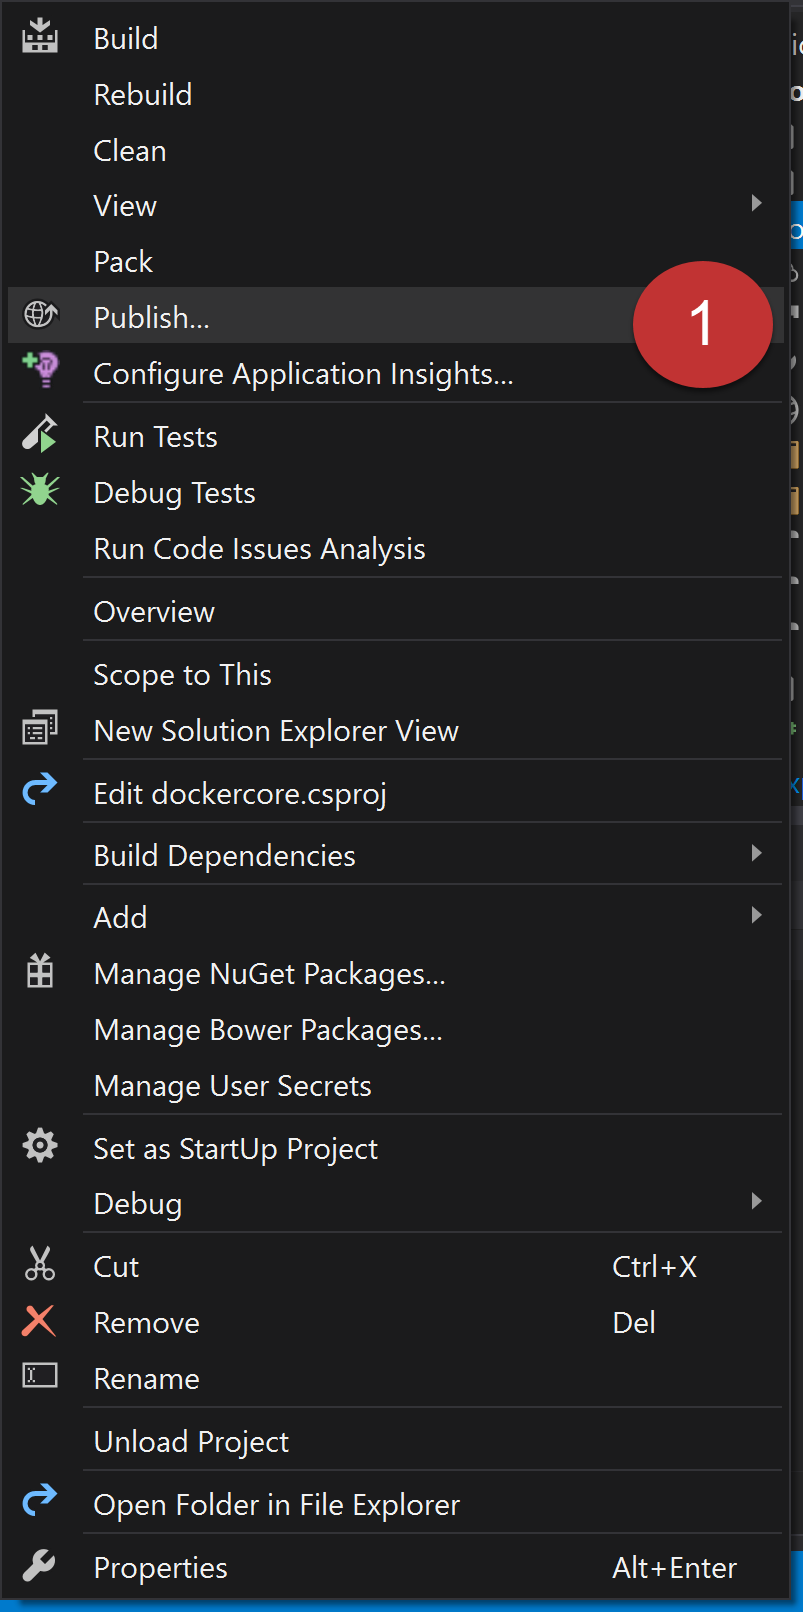 Build
Rebuild
Clean
View
Pack
Publish...
1
Configure Application Insights...
Run Tests
Debug Tests
Run Code Issues Analysis
Overview
Scope to This
New Solution Explorer View
Edit dockercore.csproj
Build Dependencies
Add
Manage NuGet Packages...
Manage Bower Packages...
Manage User Secrets
Set as StartUp Project
Debug
Cut Ctrl+X
Remove Del
Rename
Unload Project
Open Folder in File Explorer
Properties Alt+Enter